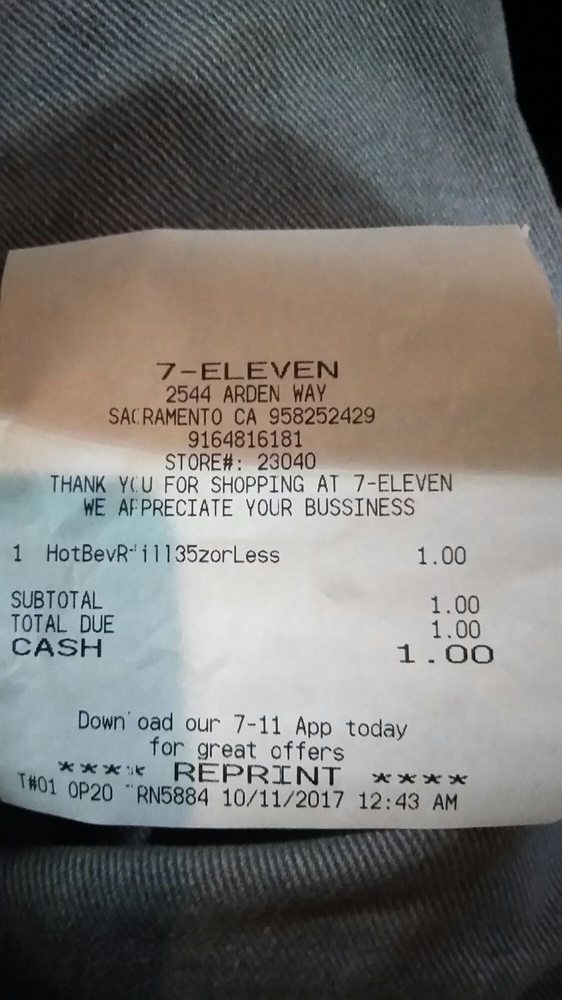 7-ELEVEN
2544 ARDEN WAY
SACRAMENTO CA 958252429
9164816181
STORE#: 23040
THANK YOU FOR SHOPPING AT 7-ELEVEN
WE APPRECIATE YOUR BUSSINESS
1 HotBevRfill35zorLess 1.00
SUBTOTAL 1.00
TOTAL DUE 1.00
CASH 1.00
Download our 7-11 App today
for great offers
**** REPRINT ****
T#01 OP20 TRN5884 10/11/2017 12:43 AM